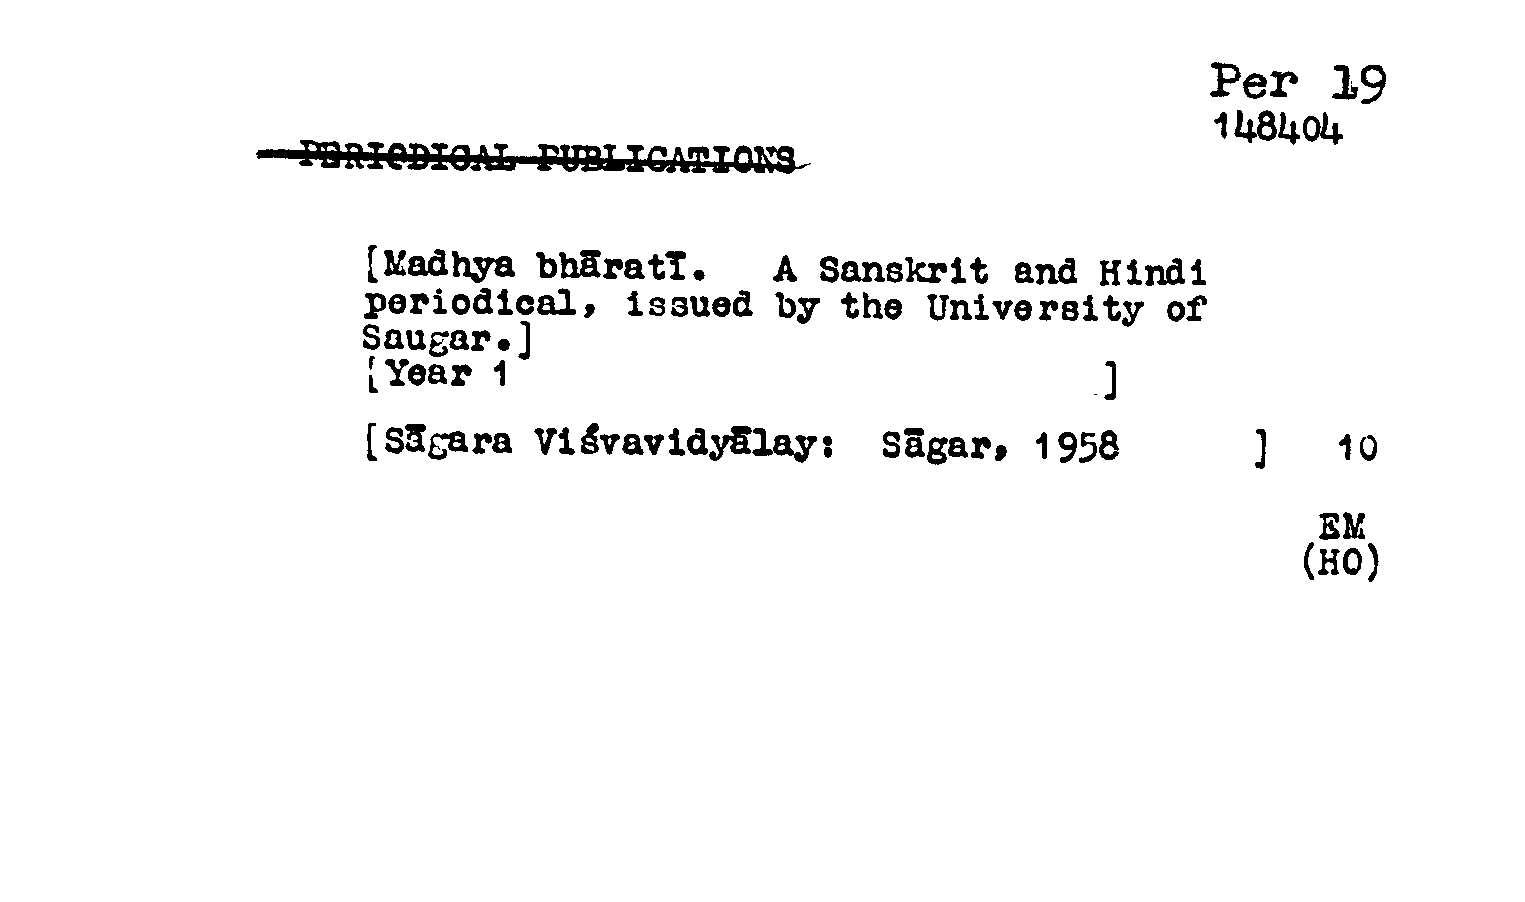 Per 19
148404
PERIODICAL PUBLICATIONS
[Madhya bhāratī. A Sanskrit and Hindi
periodical, issued by the University of
Saugar.]
[Year 1 ]
[Sāgara Viśvavidyālay: Sāgar, 1958 ] 10
EM
(HO)